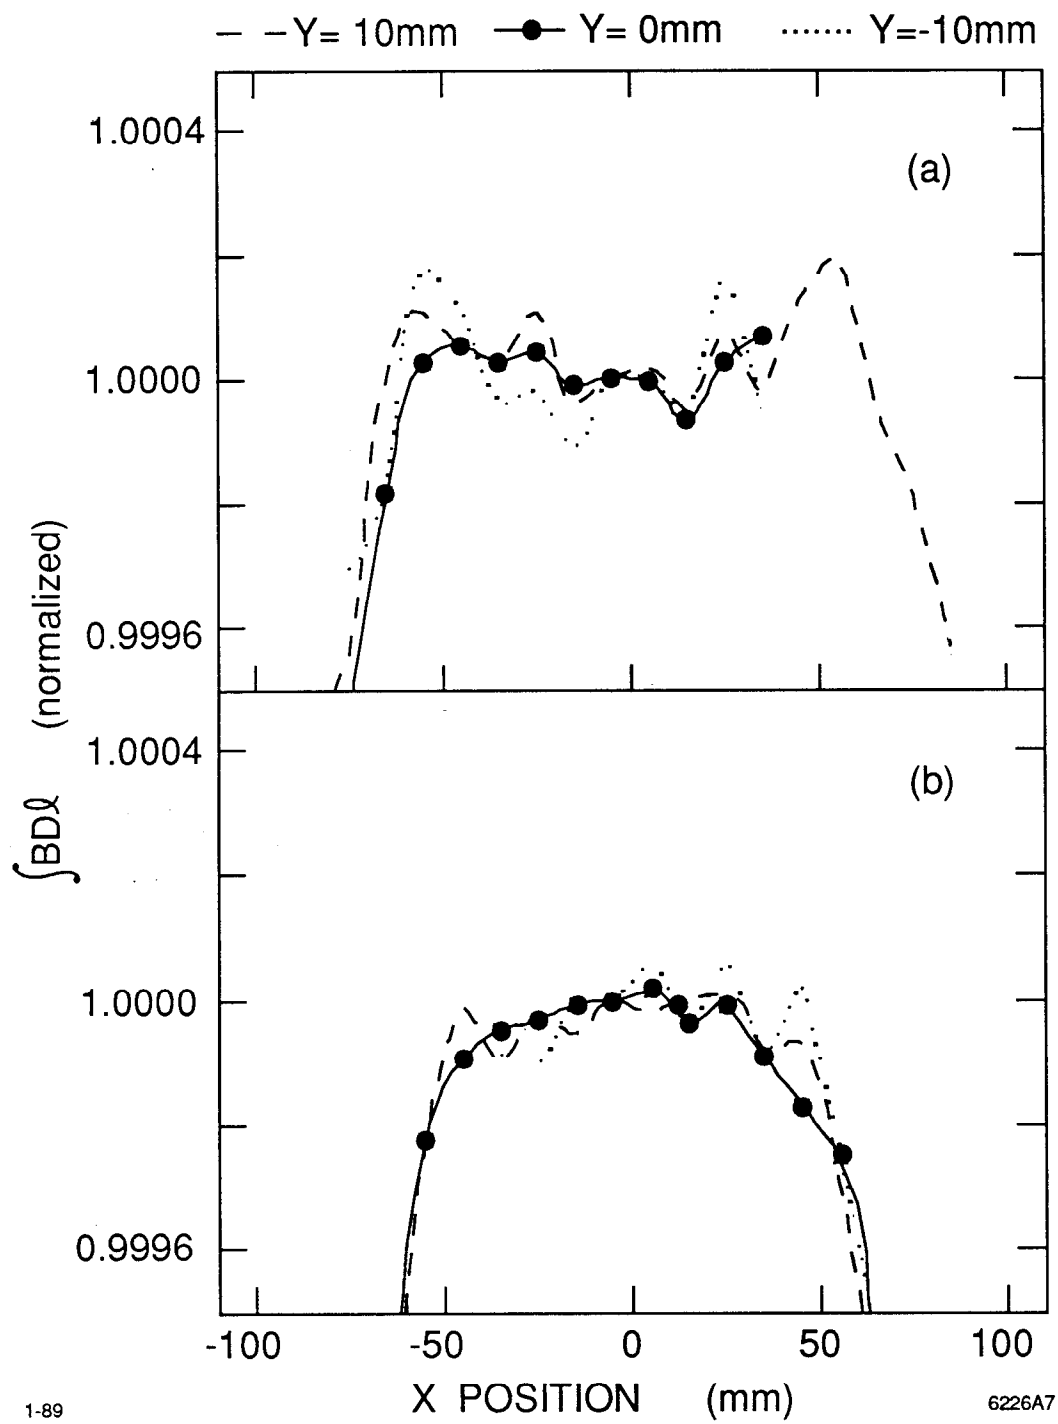 Y= 10mm Y= 0mm Y=-10mm
(a)
1.0004
1.0000
0.9996
∫BDℓ (normalized)
(b)
1.0004
1.0000
0.9996
-100 -50 0 50 100
X POSITION (mm)
1-89 6226A7